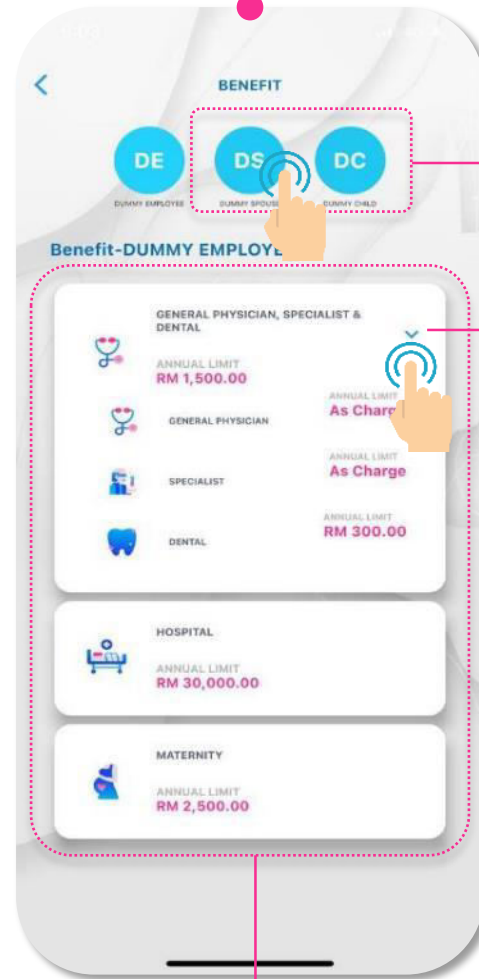 BENEFIT
DE
DS
DC
DUMMY EMPLOYEE
DUMMY SPOUSE
DUMMY CHILD
Benefit-DUMMY EMPLOYE
GENERAL PHYSICIAN, SPECIALIST &
DENTAL
ANNUAL LIMIT
RM 1,500.00
GENERAL PHYSICIAN
ANNUAL LIMIT
As Charg
SPECIALIST
ANNUAL LIMIT
As Charge
DENTAL
ANNUAL LIMIT
RM 300.00
HOSPITAL
ANNUAL LIMIT
RM 30,000.00
MATERNITY
ANNUAL LIMIT
RM 2,500.00